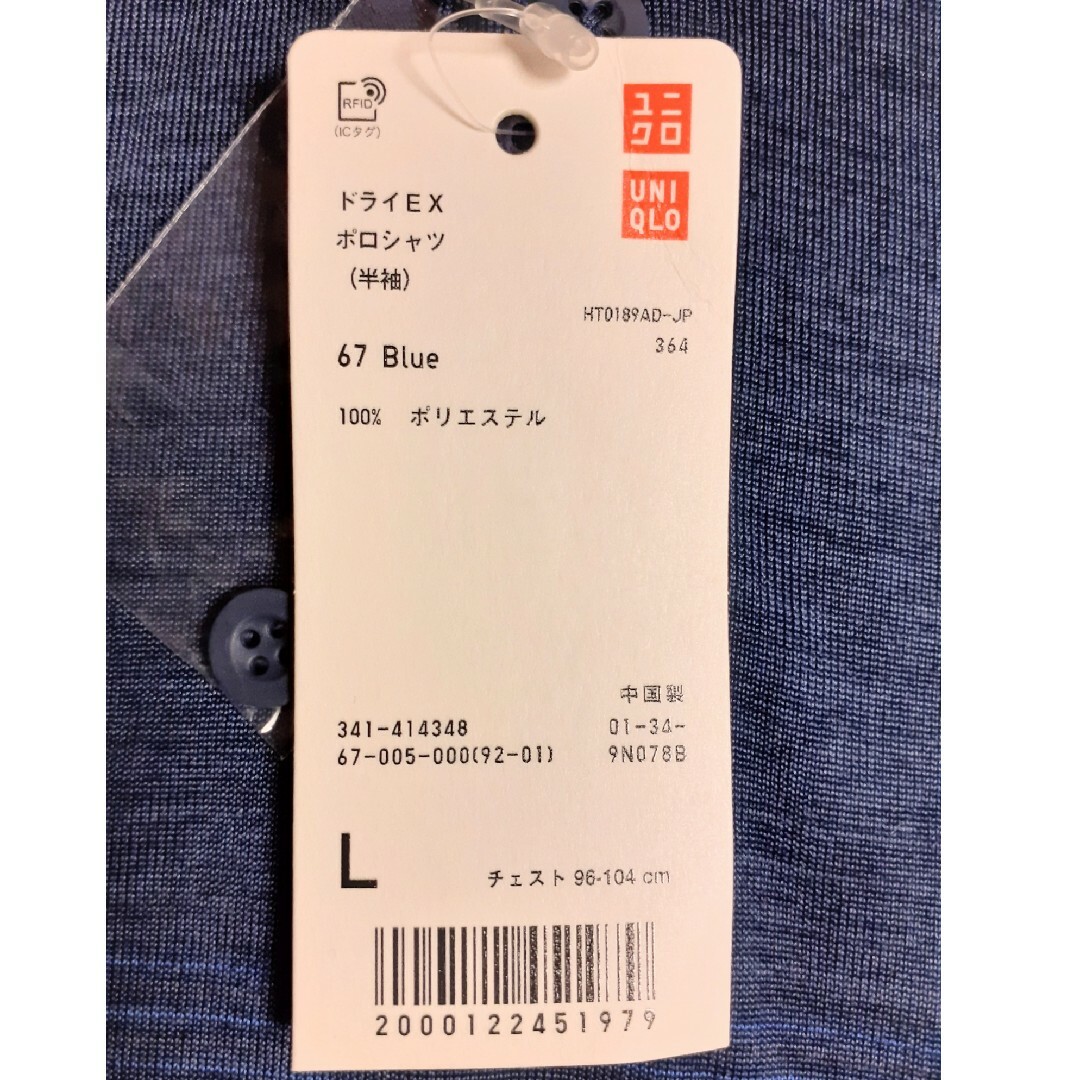 RFID
(ICタグ)
ユニ
クロ
UNI
QLO
ドライEX
ポロシャツ
(半袖)
HT0189AD-JP
364
67 Blue
100% ポリエステル
中国製
341-414348
01-34-
67-005-000(92-01)
9N078B
L
チェスト 96-104 cm
2000122451979